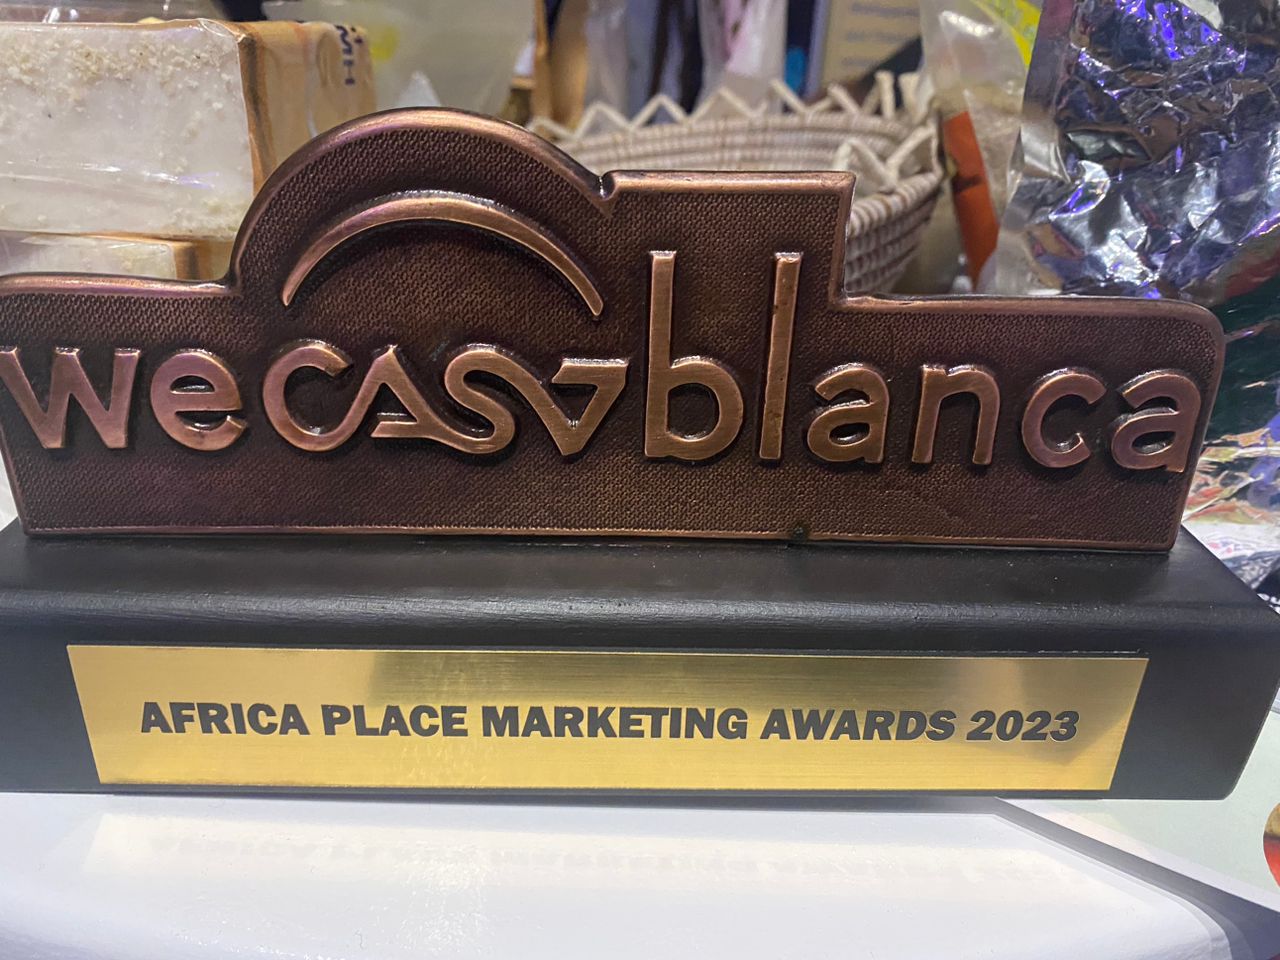 wecasablanca
AFRICA PLACE MARKETING AWARDS 2023